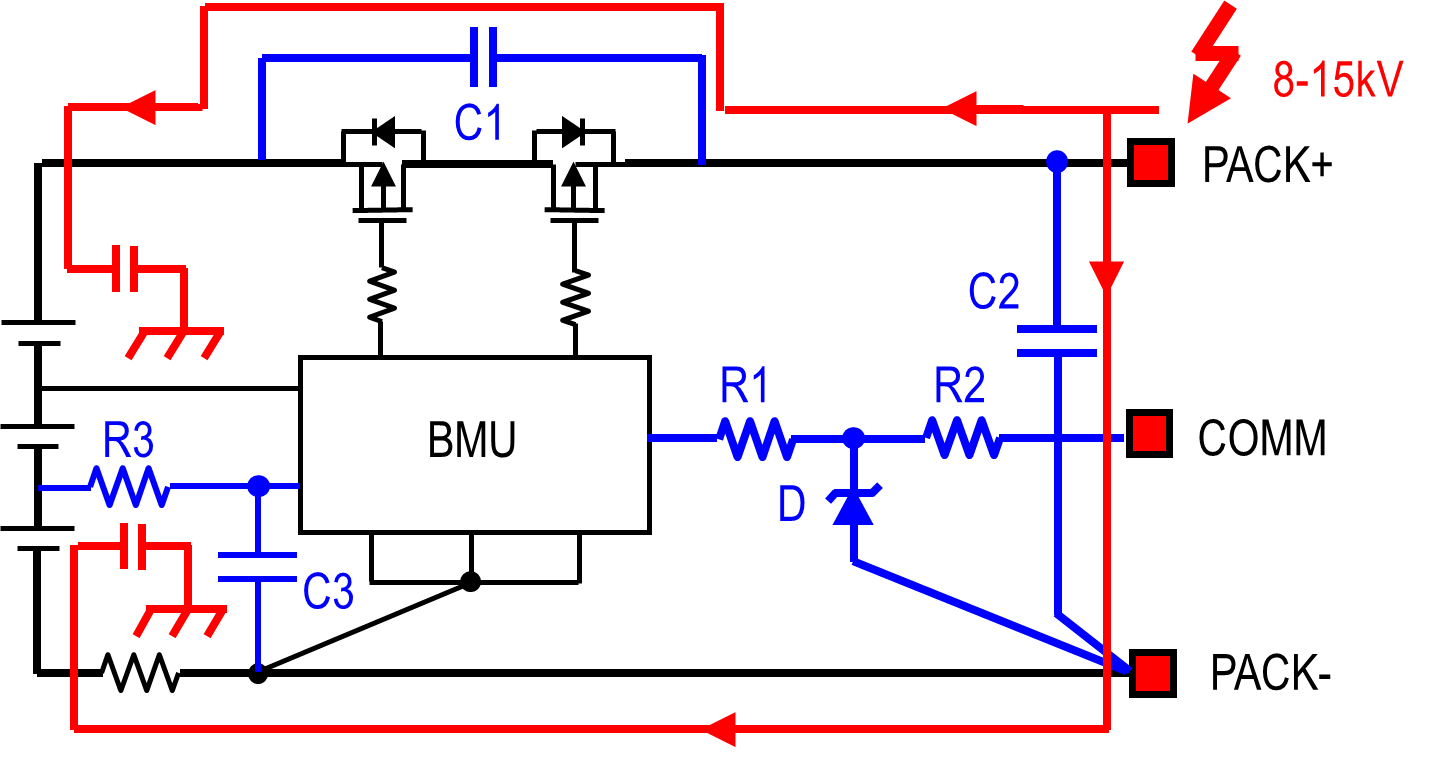 8-15kV
C1
PACK+
C2
R1
R2
BMU
R3
COMM
D
C3
PACK-